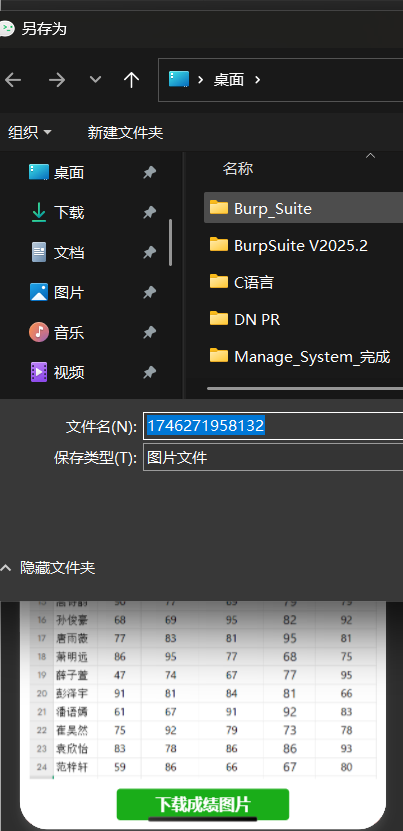 另存为
桌面
组织
新建文件夹
桌面
下载
文档
图片
音乐
视频
名称
Burp_Suite
BurpSuite V2025.2
C语言
DN PR
Manage_System_完成
文件名(N): 1746271958132
保存类型(T): 图片文件
隐藏文件夹
16 孙俊豪 68 69 95 82 92
17 唐雨薇 77 83 81 95 81
18 萧明远 86 95 77 68 75
19 薛子萱 47 74 67 77 97
20 彭泽宇 91 81 84 81 66
21 潘语嫣 61 67 91 92 83
22 崔昊然 75 92 79 73 78
23 袁欣怡 83 78 86 86 93
24 范梓轩 59 86 66 67 80
下载成绩图片